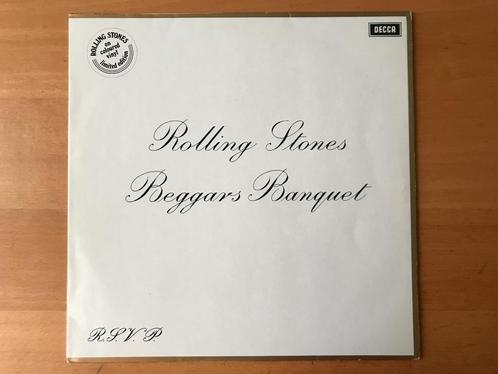 ROLLING STONES
on
coloured
vinyl
limited edition
DECCA
Rolling Stones
Beggars Banquet
R.S.V.P.